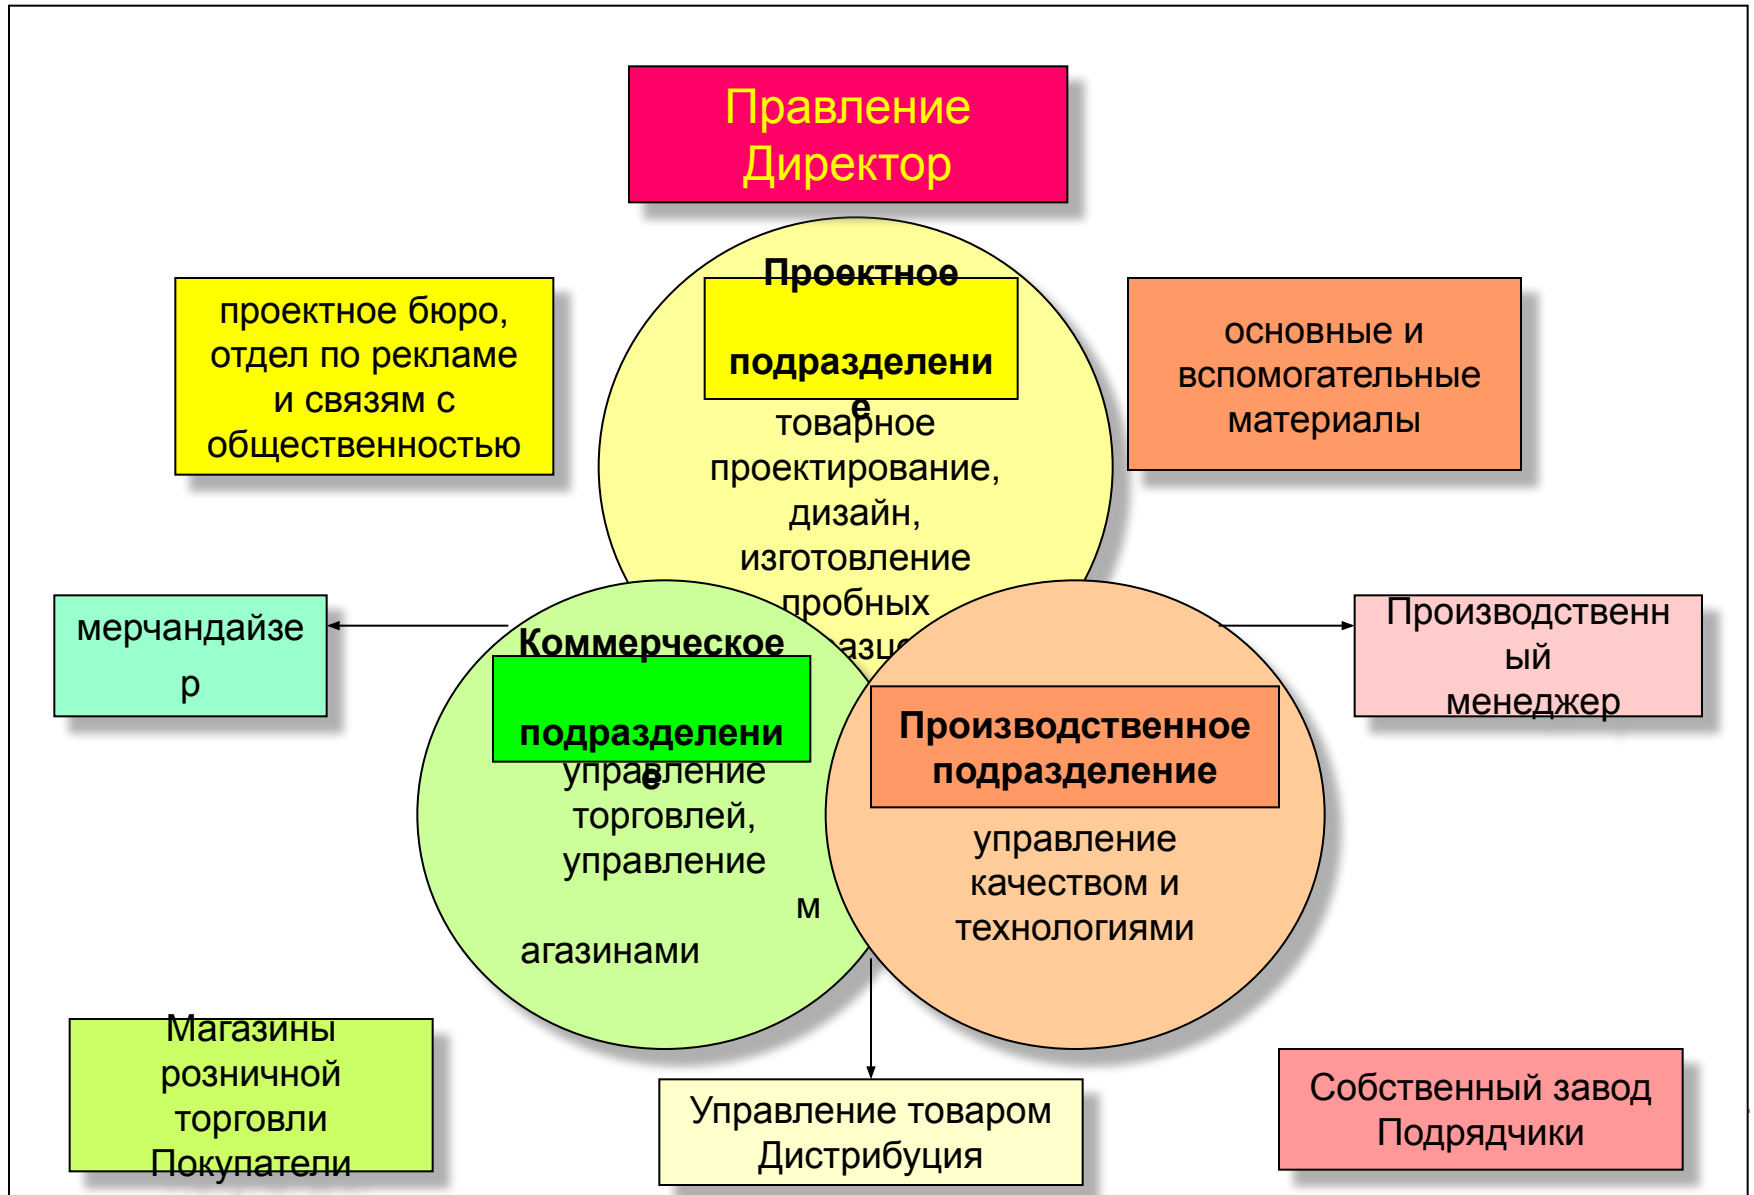 Правление
Директор
проектное бюро,
отдел по рекламе
и связям с
общественностью
Проектное
подразделени
е
товарное
проектирование,
дизайн,
изготовление
пробных
основные и
вспомогательные
материалы
мерчандайзе
р
Коммерческое
подразделени
е
управление
торговлей,
управление
м
агазинами
Производственное
подразделение
управление
качеством и
технологиями
Производственн
ый
менеджер
Магазины
розничной
торговли
Покупатели
Управление товаром
Дистрибуция
Собственный завод
Подрядчики